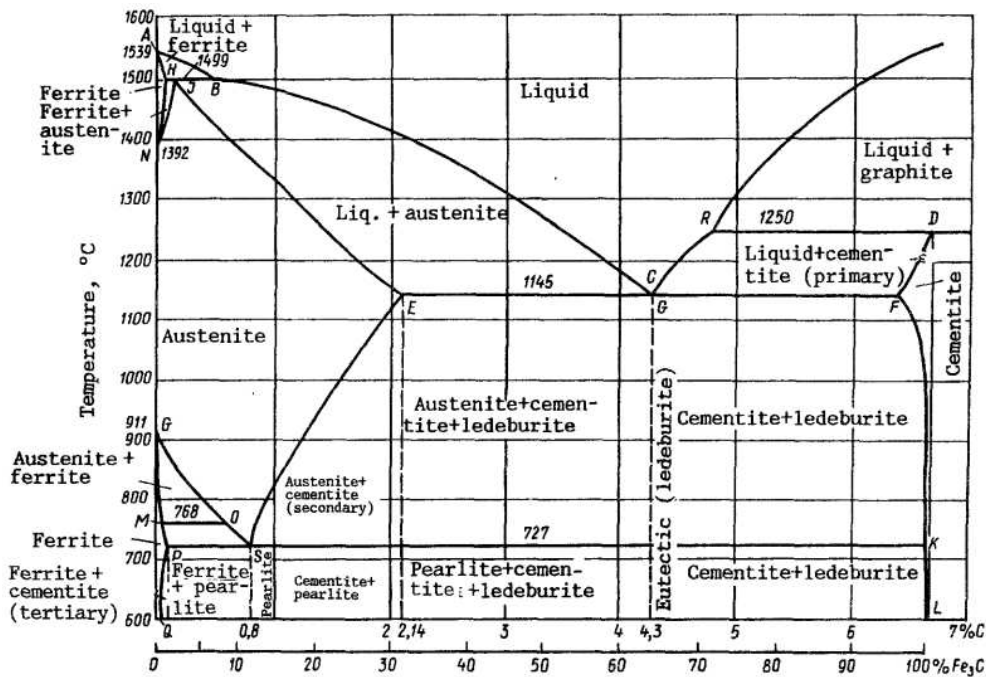 1600
A
1539
Liquid +
ferrite
H
1499
1500
J
B
Ferrite
Ferrite+
austen-
ite
Liquid
1400
N
1392
Liquid +
graphite
1300
Liq. + austenite
R
1250
D
1200
Liquid+cemen-
tite (primary)
C
1145
E
G
F
1100
Temperature, °C
Austenite
Cementite
1000
Austenite+cemen-
tite+ledeburite
Eutectic (ledeburite)
Cementite+ledeburite
911
G
900
Austenite +
ferrite
Austenite+
cementite
(secondary)
800
M
768
O
Ferrite
727
K
700
P
S
Ferrite +
cementite
(tertiary)
Ferrite
+ pear-
lite
Pearlite
Cementite+
pearlite
Pearlite+cemen-
tite +ledeburite
Cementite+ledeburite
L
600
Q
0,8
2
2,14
3
4
4,3
5
6
7 %C
0
10
20
30
40
50
60
70
80
90
100 % Fe₃C